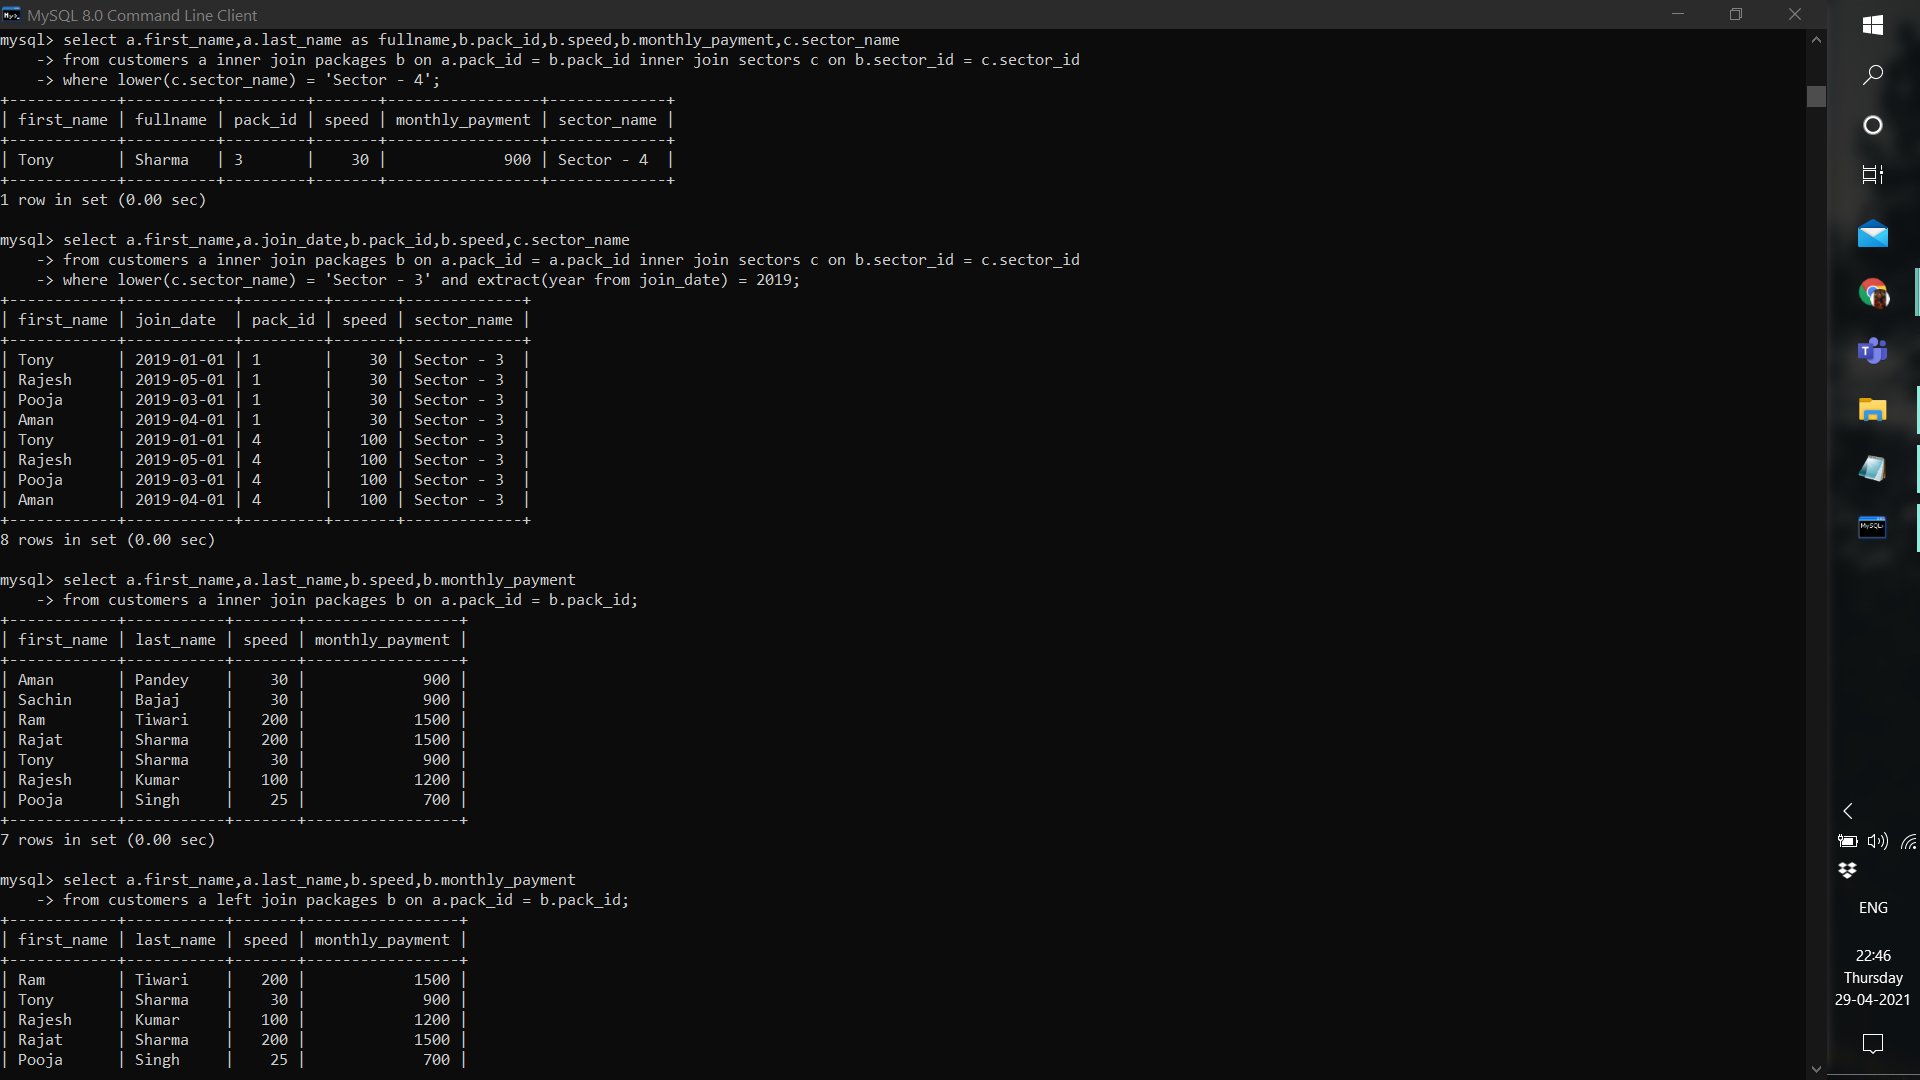 MySQL 8.0 Command Line Client
mysql> select a.first_name,a.last_name as fullname,b.pack_id,b.speed,b.monthly_payment,c.sector_name
    -> from customers a inner join packages b on a.pack_id = b.pack_id inner join sectors c on b.sector_id = c.sector_id
    -> where lower(c.sector_name) = 'Sector - 4';
+------------+----------+---------+-------+-----------------+-------------+
| first_name | fullname | pack_id | speed | monthly_payment | sector_name |
+------------+----------+---------+-------+-----------------+-------------+
| Tony       | Sharma   | 3       |    30 |             900 | Sector - 4  |
+------------+----------+---------+-------+-----------------+-------------+
1 row in set (0.00 sec)
mysql> select a.first_name,a.join_date,b.pack_id,b.speed,c.sector_name
    -> from customers a inner join packages b on a.pack_id = a.pack_id inner join sectors c on b.sector_id = c.sector_id
    -> where lower(c.sector_name) = 'Sector - 3' and extract(year from join_date) = 2019;
+------------+------------+---------+-------+-------------+
| first_name | join_date  | pack_id | speed | sector_name |
+------------+------------+---------+-------+-------------+
| Tony       | 2019-01-01 | 1       |    30 | Sector - 3  |
| Rajesh     | 2019-05-01 | 1       |    30 | Sector - 3  |
| Pooja      | 2019-03-01 | 1       |    30 | Sector - 3  |
| Aman       | 2019-04-01 | 1       |    30 | Sector - 3  |
| Tony       | 2019-01-01 | 4       |   100 | Sector - 3  |
| Rajesh     | 2019-05-01 | 4       |   100 | Sector - 3  |
| Pooja      | 2019-03-01 | 4       |   100 | Sector - 3  |
| Aman       | 2019-04-01 | 4       |   100 | Sector - 3  |
+------------+------------+---------+-------+-------------+
8 rows in set (0.00 sec)
mysql> select a.first_name,a.last_name,b.speed,b.monthly_payment
    -> from customers a inner join packages b on a.pack_id = b.pack_id;
+------------+-----------+-------+-----------------+
| first_name | last_name | speed | monthly_payment |
+------------+-----------+-------+-----------------+
| Aman       | Pandey    |    30 |             900 |
| Sachin     | Bajaj     |    30 |             900 |
| Ram        | Tiwari    |   200 |            1500 |
| Rajat      | Sharma    |   200 |            1500 |
| Tony       | Sharma    |    30 |             900 |
| Rajesh     | Kumar     |   100 |            1200 |
| Pooja      | Singh     |    25 |             700 |
+------------+-----------+-------+-----------------+
7 rows in set (0.00 sec)
mysql> select a.first_name,a.last_name,b.speed,b.monthly_payment
    -> from customers a left join packages b on a.pack_id = b.pack_id;
+------------+-----------+-------+-----------------+
| first_name | last_name | speed | monthly_payment |
+------------+-----------+-------+-----------------+
| Ram        | Tiwari    |   200 |            1500 |
| Tony       | Sharma    |    30 |             900 |
| Rajesh     | Kumar     |   100 |            1200 |
| Rajat      | Sharma    |   200 |            1500 |
| Pooja      | Singh     |    25 |             700 |
ENG
22:46
Thursday
29-04-2021